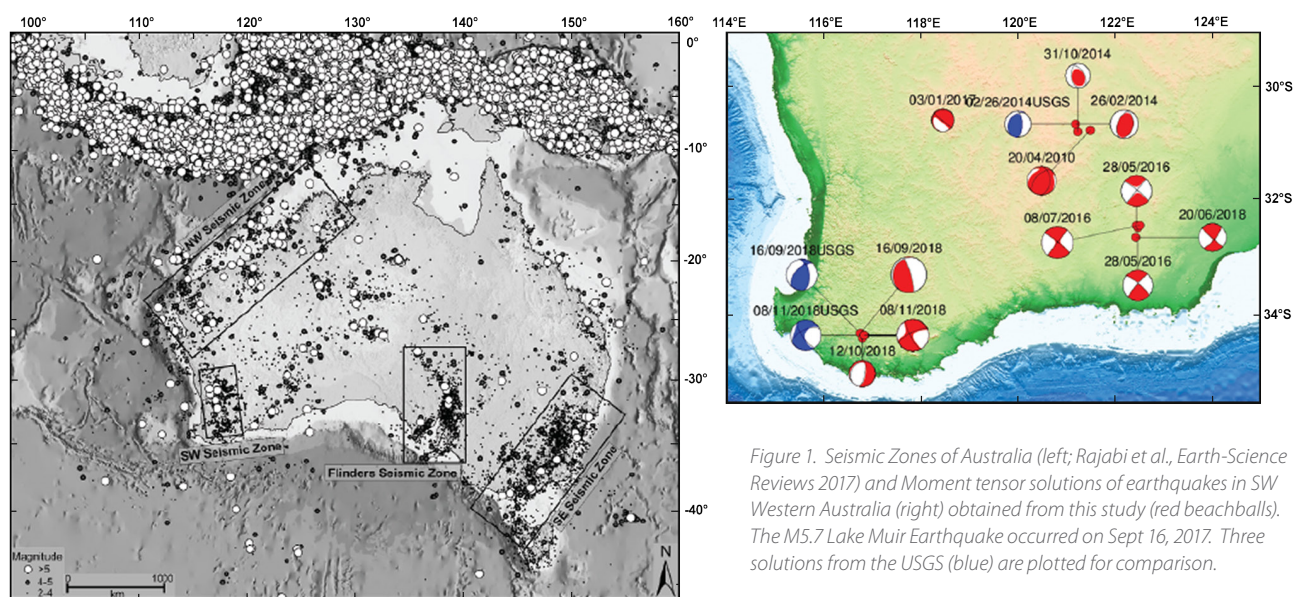 100° 110° 120° 130° 140° 150° 160°
0°
-10°
-20°
-30°
-40°
NW Seismic Zone
SW Seismic Zone
Flinders Seismic Zone
SE Seismic Zone
Magnitude
>5
4-5
2-4
0 1000
km
N
114°E 116°E 118°E 120°E 122°E 124°E
30°S
32°S
34°S
31/10/2014
03/01/2017
02/26/2014USGS
26/02/2014
20/04/2010
28/05/2016
08/07/2016
20/06/2018
28/05/2016
16/09/2018USGS
16/09/2018
08/11/2018USGS
08/11/2018
12/10/2018
Figure 1. Seismic Zones of Australia (left; Rajabi et al., Earth-Science
Reviews 2017) and Moment tensor solutions of earthquakes in SW
Western Australia (right) obtained from this study (red beachballs).
The M5.7 Lake Muir Earthquake occurred on Sept 16, 2017. Three
solutions from the USGS (blue) are plotted for comparison.